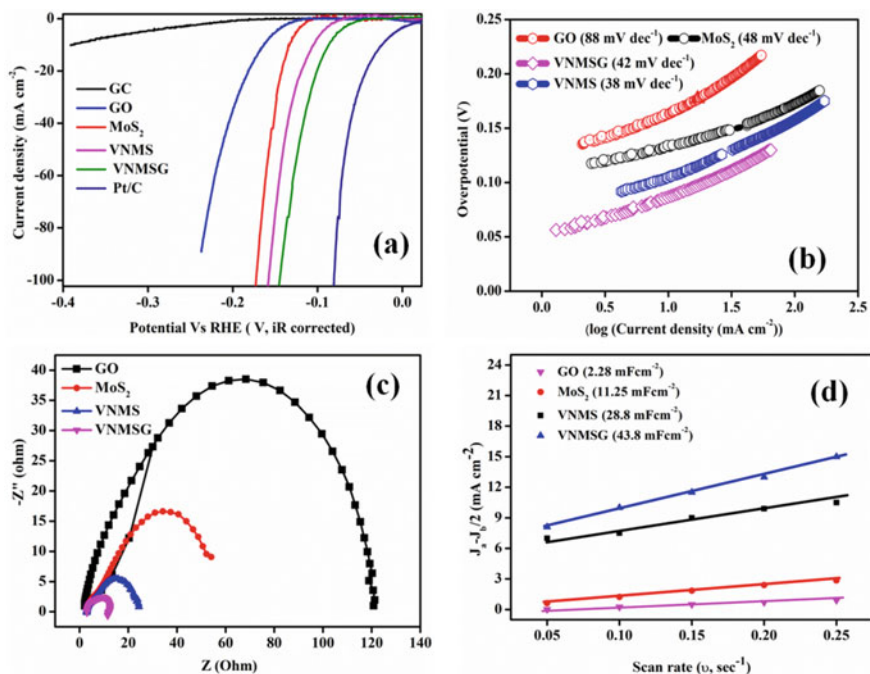 (a)
Current density (mA cm⁻²)
0
-20
-40
-60
-80
-100
GC
GO
MoS₂
VNMS
VNMSG
Pt/C
-0.4 -0.3 -0.2 -0.1 0.0
Potential Vs RHE ( V, iR corrected)
(b)
GO (88 mV dec⁻¹) MoS₂ (48 mV dec⁻¹)
VNMSG (42 mV dec⁻¹)
VNMS (38 mV dec⁻¹)
Overpotential (V)
0.25
0.20
0.15
0.10
0.05
0.00
0.0 0.5 1.0 1.5 2.0 2.5
(log (Current density (mA cm⁻²))
(c)
-Z" (ohm)
40
35
30
25
20
15
10
5
0
GO
MoS₂
VNMS
VNMSG
0 20 40 60 80 100 120 140
Z (Ohm)
(d)
GO (2.28 mFcm⁻²)
MoS₂ (11.25 mFcm⁻²)
VNMS (28.8 mFcm⁻²)
VNMSG (43.8 mFcm⁻²)
Jₐ-J_b/2 (mA cm⁻²)
24
21
18
15
12
9
6
3
0
0.05 0.10 0.15 0.20 0.25
Scan rate (υ, sec⁻¹)